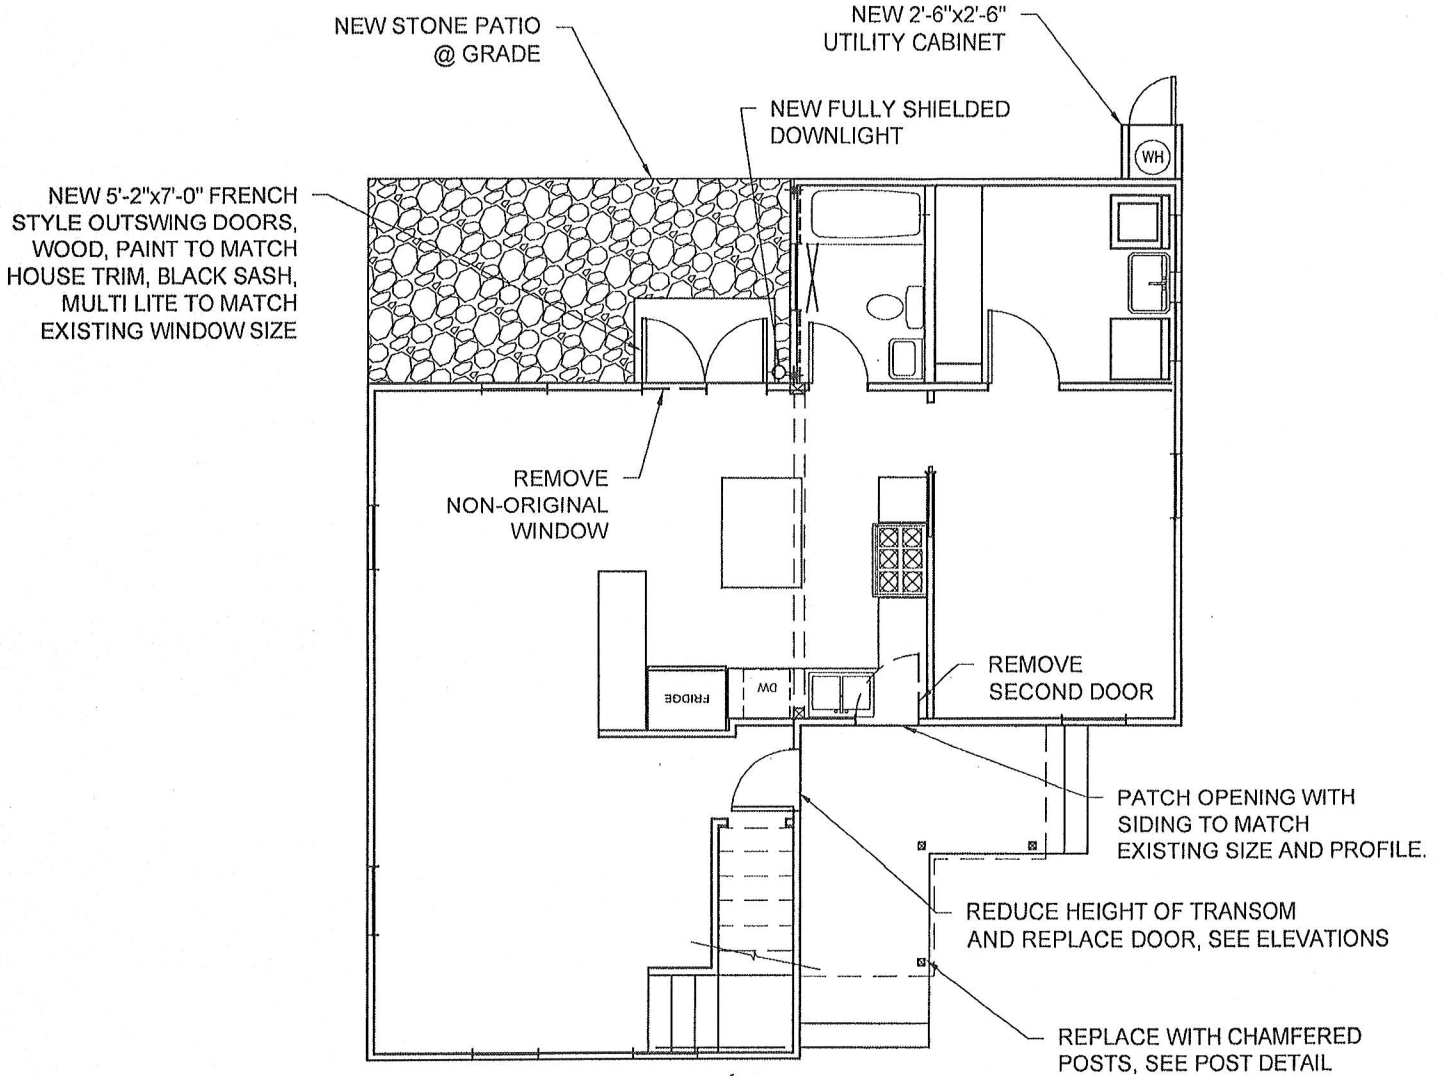 NEW STONE PATIO
@ GRADE
NEW 2'-6"x2'-6"
UTILITY CABINET
NEW FULLY SHIELDED
DOWNLIGHT
WH
NEW 5'-2"x7'-0" FRENCH
STYLE OUTSWING DOORS,
WOOD, PAINT TO MATCH
HOUSE TRIM, BLACK SASH,
MULTI LITE TO MATCH
EXISTING WINDOW SIZE
REMOVE
NON-ORIGINAL
WINDOW
REMOVE
SECOND DOOR
FRIDGE
DW
PATCH OPENING WITH
SIDING TO MATCH
EXISTING SIZE AND PROFILE.
REDUCE HEIGHT OF TRANSOM
AND REPLACE DOOR, SEE ELEVATIONS
REPLACE WITH CHAMFERED
POSTS, SEE POST DETAIL